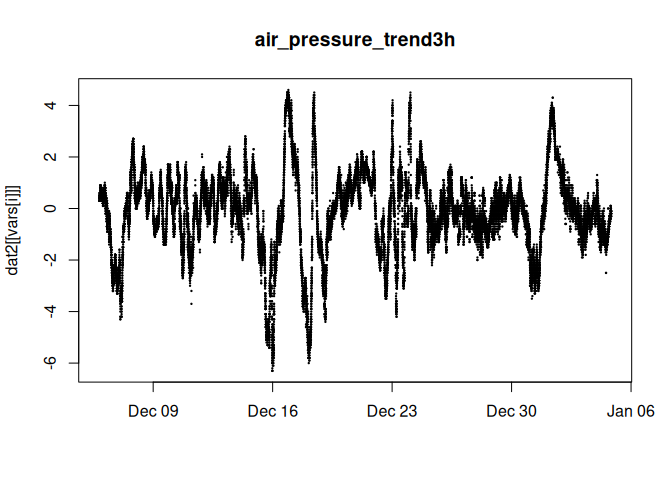 air_pressure_trend3h
dat2[[vars[i]]]
4
2
0
-2
-4
-6
Dec 09
Dec 16
Dec 23
Dec 30
Jan 06